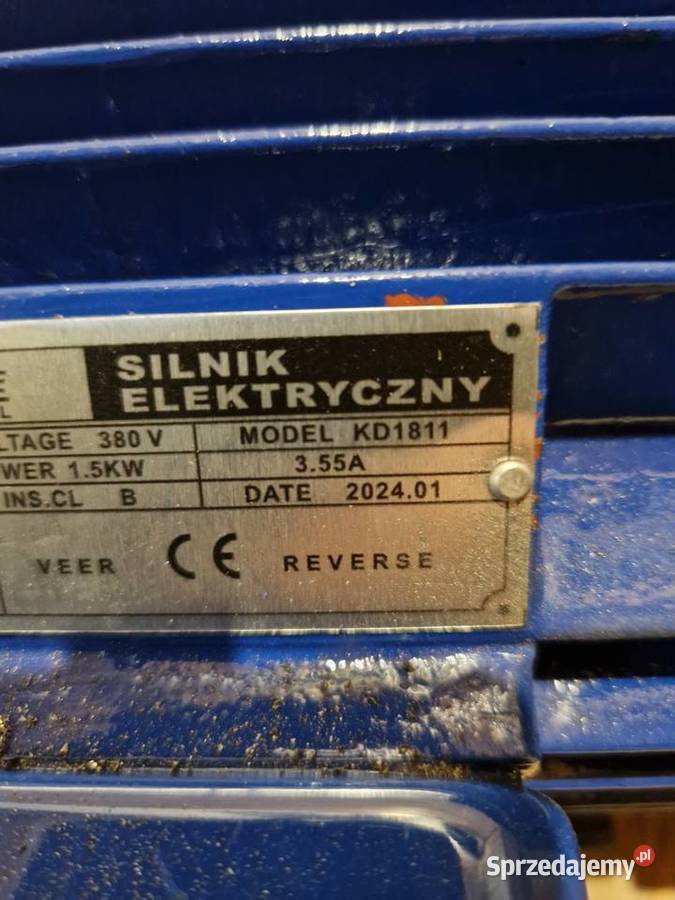 E SILNIK
L ELEKTRYCZNY
LTAGE 380 V MODEL KD1811
WER 1.5KW 3.55A
INS.CL B DATE 2024.01
VEER CE REVERSE
Sprzedajemy.pl